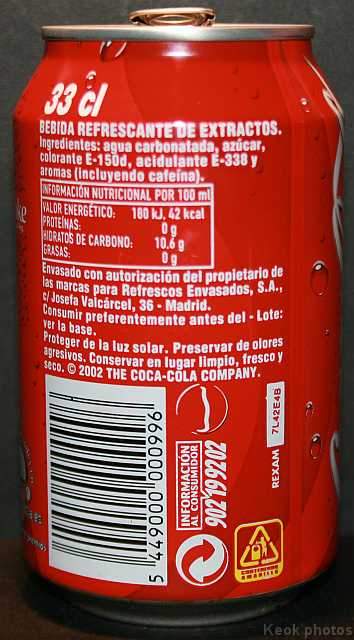 33 cl
BEBIDA REFRESCANTE DE EXTRACTOS.
Ingredientes: agua carbonatada, azúcar,
colorante E-150d, acidulante E-338 y
aromas (incluyendo cafeína).
INFORMACIÓN NUTRICIONAL POR 100 ml
VALOR ENERGÉTICO: 180 kJ, 42 kcal
PROTEÍNAS: 0 g
HIDRATOS DE CARBONO: 10,6 g
GRASAS: 0 g
Envasado con autorización del propietario de
las marcas para Refrescos Envasados, S.A.,
c/ Josefa Valcárcel, 36 - Madrid.
Consumir preferentemente antes del - Lote:
ver la base.
Proteger de la luz solar. Preservar de olores
agresivos. Conservar en lugar limpio, fresco y
seco. © 2002 THE COCA-COLA COMPANY.
5 449000 000996
INFORMACIÓN
AL CONSUMIDOR
902 199202
REXAM 7L42E4B
CONTENEDOR
AMARILLO
Keok photos